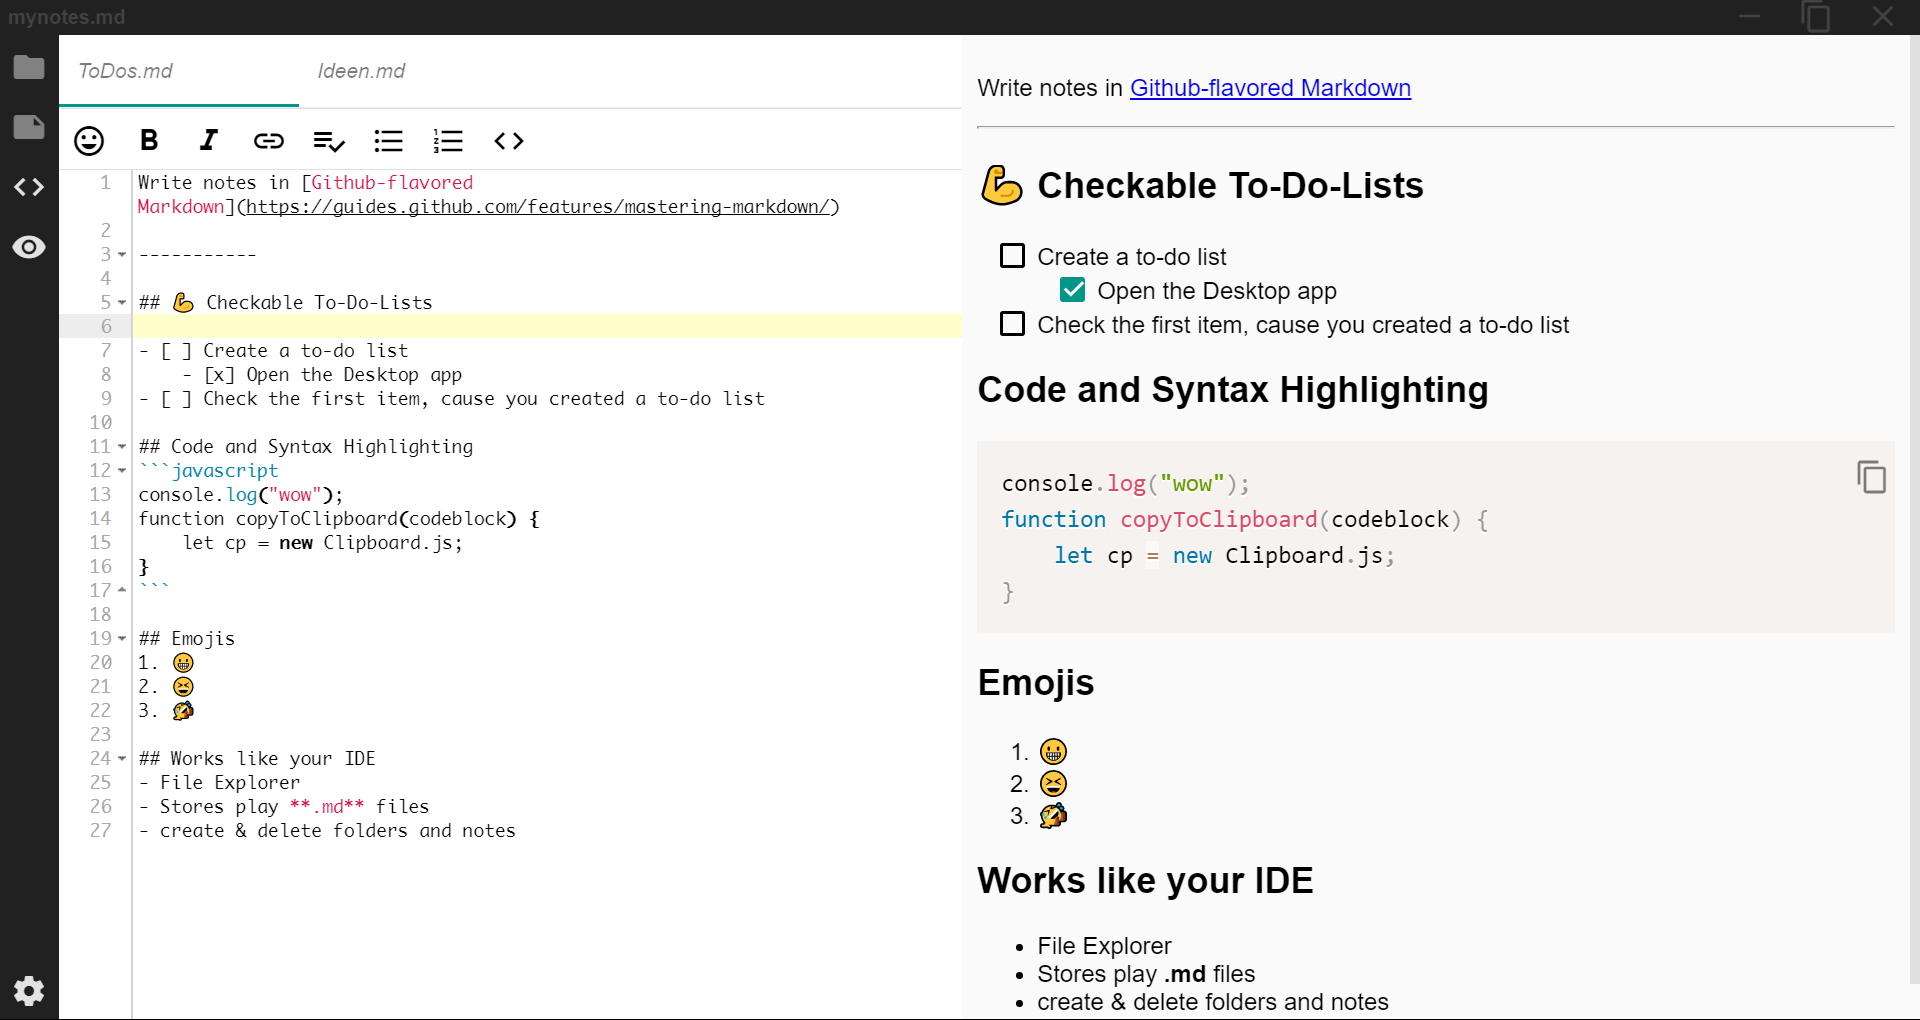 mynotes.md
ToDos.md
Ideen.md
1 Write notes in [Github-flavored
Markdown](https://guides.github.com/features/mastering-markdown/)
2
3 -----------
4
5 ## 💪 Checkable To-Do-Lists
6
7 - [ ] Create a to-do list
8     - [x] Open the Desktop app
9 - [ ] Check the first item, cause you created a to-do list
10
11 ## Code and Syntax Highlighting
12 ```javascript
13 console.log("wow");
14 function copyToClipboard(codeblock) {
15     let cp = new Clipboard.js;
16 }
17 ```
18
19 ## Emojis
20 1. 😀
21 2. 😆
22 3. 🤣
23
24 ## Works like your IDE
25 - File Explorer
26 - Stores play **.md** files
27 - create & delete folders and notes
Write notes in Github-flavored Markdown
💪 Checkable To-Do-Lists
Create a to-do list
Open the Desktop app
Check the first item, cause you created a to-do list
Code and Syntax Highlighting
console.log("wow");
function copyToClipboard(codeblock) {
    let cp = new Clipboard.js;
}
Emojis
1. 😀
2. 😆
3. 🤣
Works like your IDE
• File Explorer
• Stores play .md files
• create & delete folders and notes